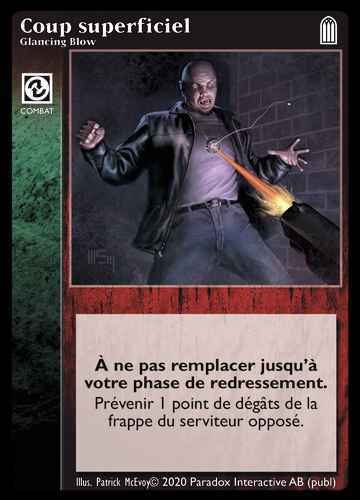 Coup superficiel
Glancing Blow
COMBAT
À ne pas remplacer jusqu'à
votre phase de redressement.
Prévenir 1 point de dégâts de la
frappe du serviteur opposé.
Illus. Patrick McEvoy© 2020 Paradox Interactive AB (publ)